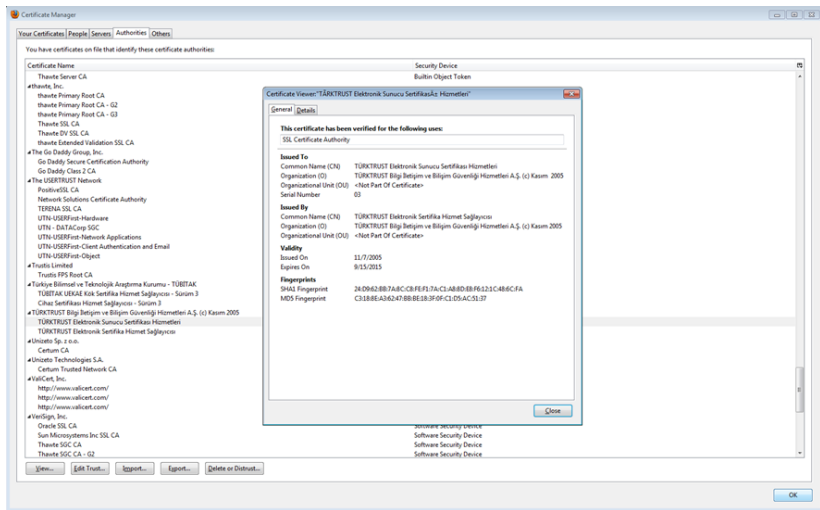 Certificate Manager
Your Certificates People Servers Authorities Others
You have certificates on file that identify these certificate authorities:
Certificate Name Security Device
Thawte Server CA Builtin Object Token
thawte, Inc.
thawte Primary Root CA
thawte Primary Root CA - G2
thawte Primary Root CA - G3
Thawte SSL CA
Thawte DV SSL CA
thawte Extended Validation SSL CA
The Go Daddy Group, Inc.
Go Daddy Secure Certification Authority
Go Daddy Class 2 CA
The USERTRUST Network
PositiveSSL CA
Network Solutions Certificate Authority
TERENA SSL CA
UTN-USERFirst-Hardware
UTN - DATACorp SGC
UTN-USERFirst-Network Applications
UTN-USERFirst-Client Authentication and Email
UTN-USERFirst-Object
Trustis Limited
Trustis FPS Root CA
Türkiye Bilimsel ve Teknolojik Araştırma Kurumu - TÜBİTAK
TÜBİTAK UEKAE Kök Sertifika Hizmet Sağlayıcısı - Sürüm 3
Cihaz Sertifikası Hizmet Sağlayıcısı - Sürüm 3
TÜRKTRUST Bilgi İletişim ve Bilişim Güvenliği Hizmetleri A.Ş. (c) Kasım 2005
TÜRKTRUST Elektronik Sunucu Sertifikası Hizmetleri
TÜRKTRUST Elektronik Sertifika Hizmet Sağlayıcısı
Unizeto Sp. z o.o.
Certum CA
Unizeto Technologies S.A.
Certum Trusted Network CA
ValiCert, Inc.
http://www.valicert.com/
http://www.valicert.com/
http://www.valicert.com/
VeriSign, Inc.
Oracle SSL CA Software Security Device
Sun Microsystems Inc SSL CA Software Security Device
Thawte SGC CA Software Security Device
Thawte SGC CA - G2 Software Security Device
View... Edit Trust... Import... Export... Delete or Distrust...
OK
Certificate Viewer:"TÃRKTRUST Elektronik Sunucu SertifikasÄ± Hizmetleri"
General Details
This certificate has been verified for the following uses:
SSL Certificate Authority
Issued To
Common Name (CN) TÜRKTRUST Elektronik Sunucu Sertifikası Hizmetleri
Organization (O) TÜRKTRUST Bilgi İletişim ve Bilişim Güvenliği Hizmetleri A.Ş. (c) Kasım 2005
Organizational Unit (OU) <Not Part Of Certificate>
Serial Number 03
Issued By
Common Name (CN) TÜRKTRUST Elektronik Sertifika Hizmet Sağlayıcısı
Organization (O) TÜRKTRUST Bilgi İletişim ve Bilişim Güvenliği Hizmetleri A.Ş. (c) Kasım 2005
Organizational Unit (OU) <Not Part Of Certificate>
Validity
Issued On 11/7/2005
Expires On 9/15/2015
Fingerprints
SHA1 Fingerprint
MD5 Fingerprint
Close